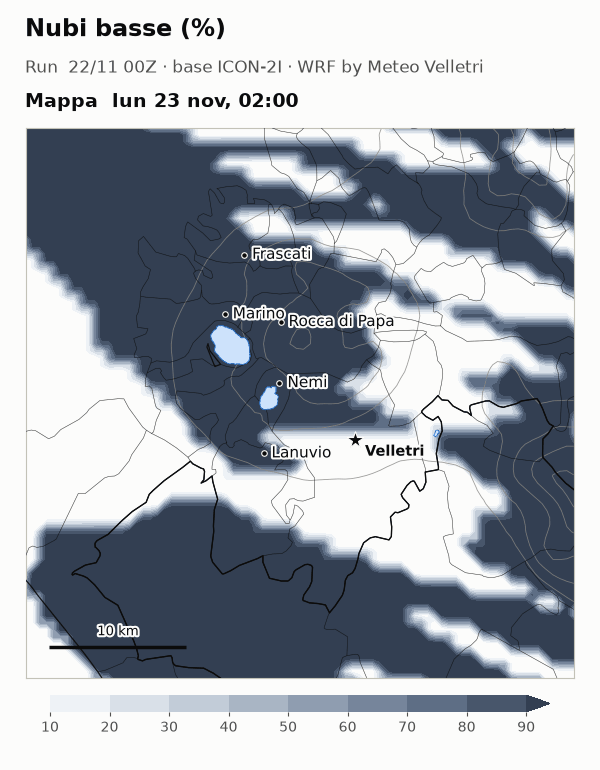 Nubi basse (%)
Run  22/11 00Z · base ICON-2I · WRF by Meteo Velletri
Mappa  lun 23 nov, 02:00
Frascati
Marino
Rocca di Papa
Nemi
Velletri
Lanuvio
10 km
10 20 30 40 50 60 70 80 90